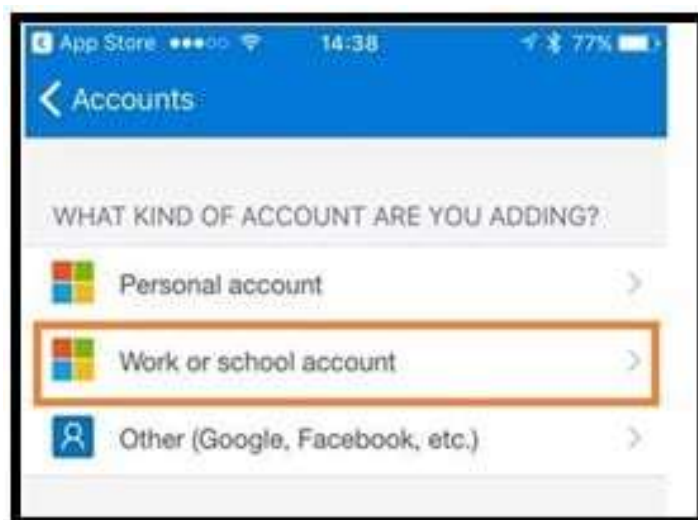 App Store 14:38 77%
Accounts
WHAT KIND OF ACCOUNT ARE YOU ADDING?
Personal account
Work or school account
Other (Google, Facebook, etc.)